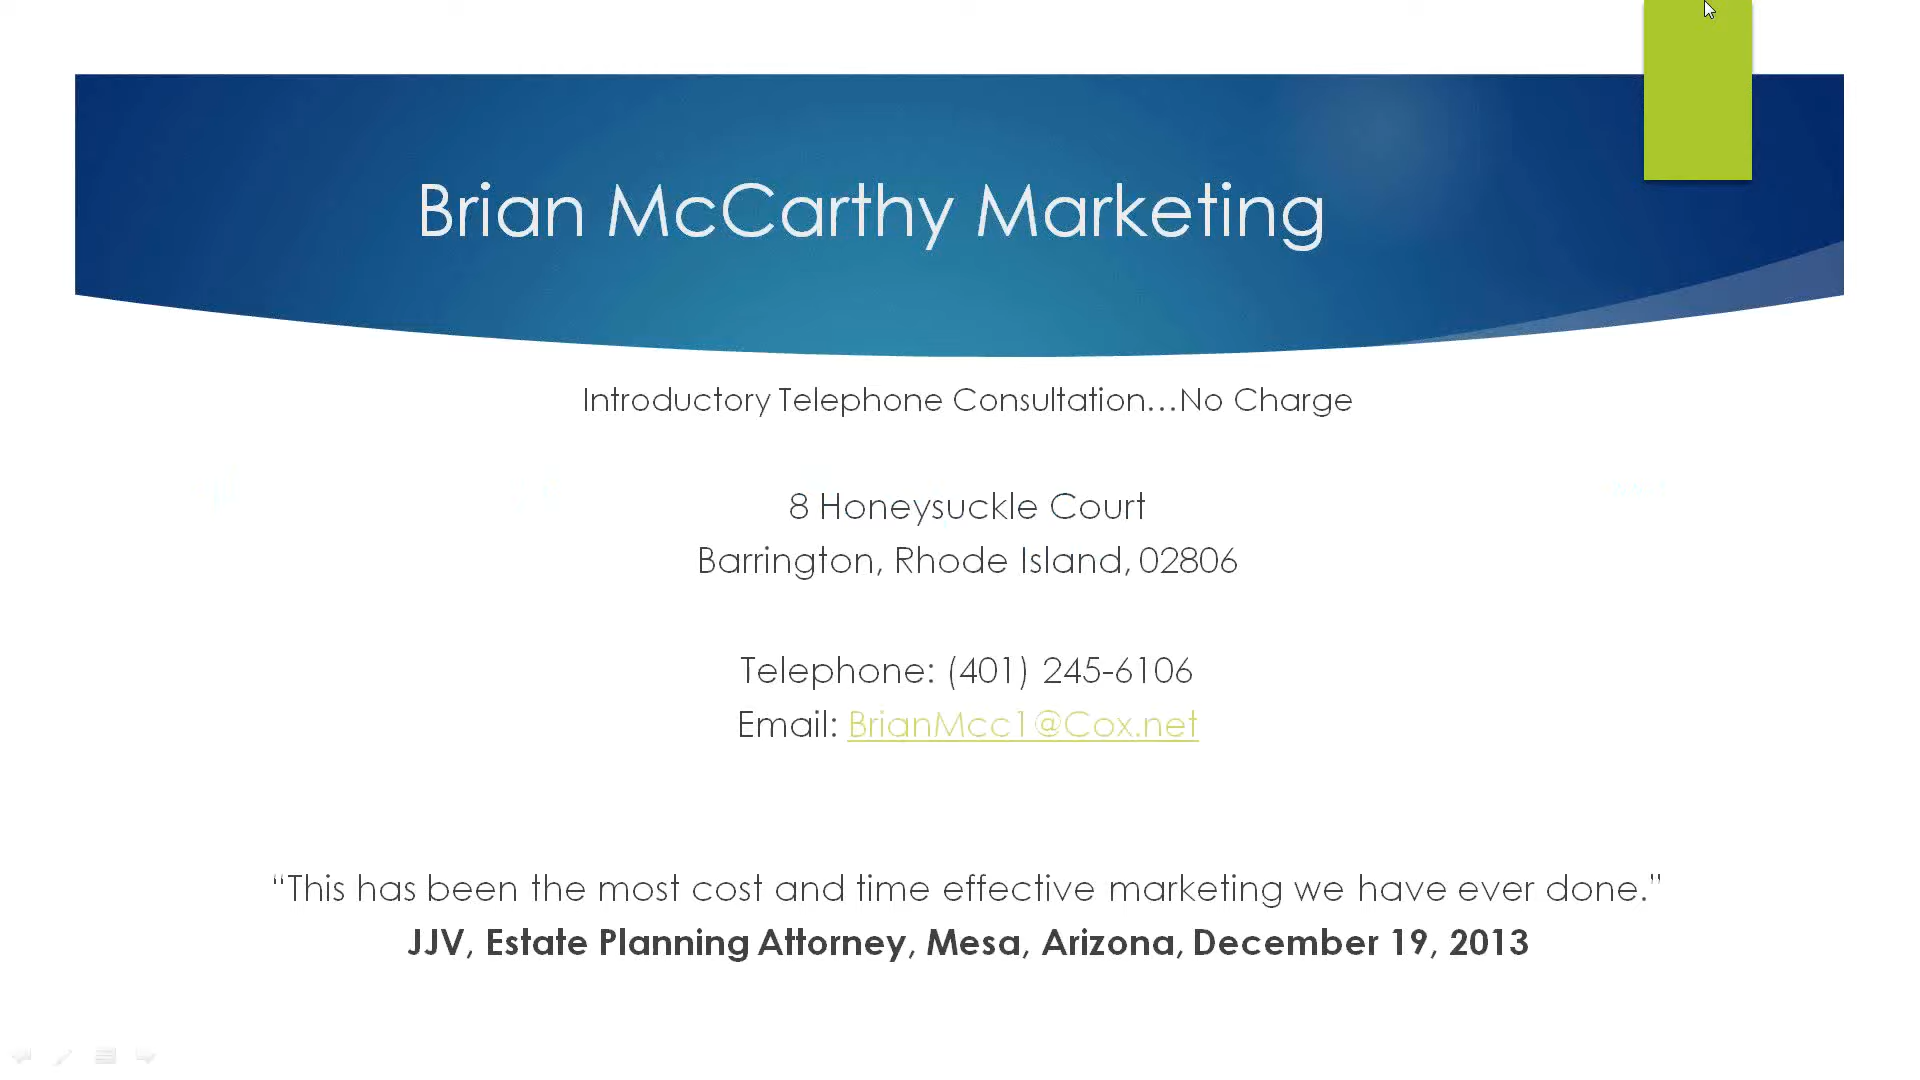 Brian McCarthy Marketing
Introductory Telephone Consultation…No Charge
8 Honeysuckle Court
Barrington, Rhode Island, 02806
Telephone: (401) 245-6106
Email: BrianMcc1@Cox.net
“This has been the most cost and time effective marketing we have ever done.”
JJV, Estate Planning Attorney, Mesa, Arizona, December 19, 2013